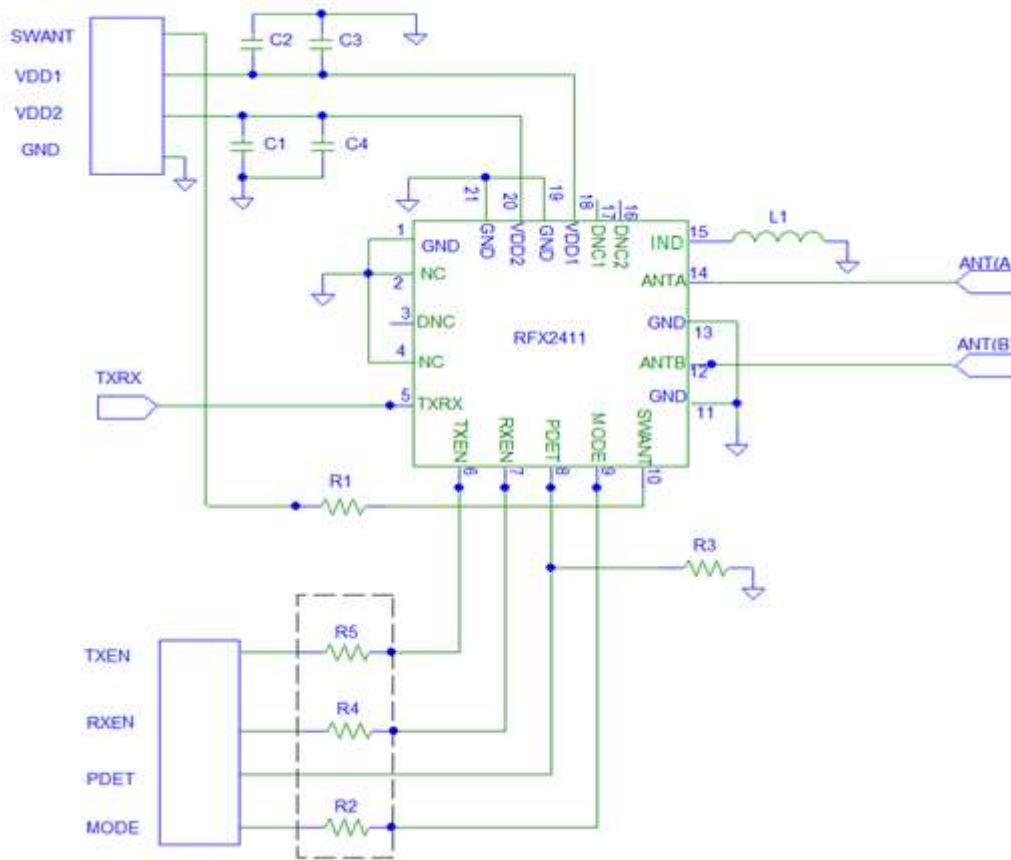 SWANT
VDD1
VDD2
GND
C2
C3
C1
C4
21
20
19
18
17
16
GND
VDD2
GND
VDD1
DNC1
DNC2
1
GND
2
NC
3
DNC
4
NC
5
TXRX
TXRX
RFX2411
IND
15
L1
ANTA
14
ANT(A
GND
13
ANTB
12
ANT(B)
GND
11
TXEN
RXEN
PDET
MODE
SWANT
6
7
8
9
10
R1
R3
TXEN
R5
RXEN
R4
PDET
MODE
R2